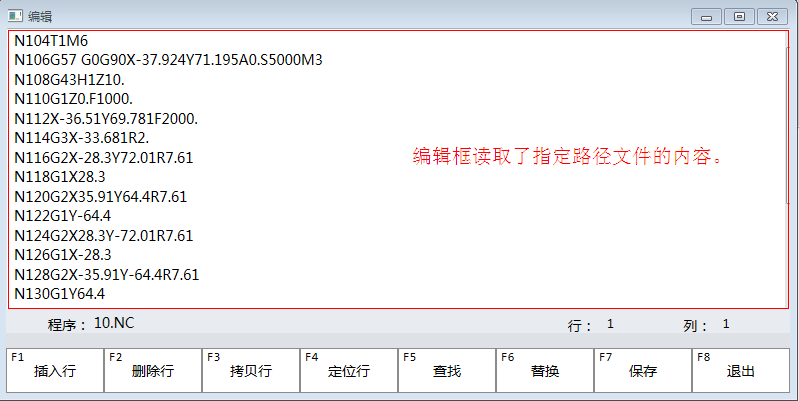 编辑
N104T1M6
N106G57 G0G90X-37.924Y71.195A0.S5000M3
N108G43H1Z10.
N110G1Z0.F1000.
N112X-36.51Y69.781F2000.
N114G3X-33.681R2.
N116G2X-28.3Y72.01R7.61
编辑框读取了指定路径文件的内容。
N118G1X28.3
N120G2X35.91Y64.4R7.61
N122G1Y-64.4
N124G2X28.3Y-72.01R7.61
N126G1X-28.3
N128G2X-35.91Y-64.4R7.61
N130G1Y64.4
程序： 10.NC 行： 1 列： 1
F1 插入行 F2 删除行 F3 拷贝行 F4 定位行 F5 查找 F6 替换 F7 保存 F8 退出